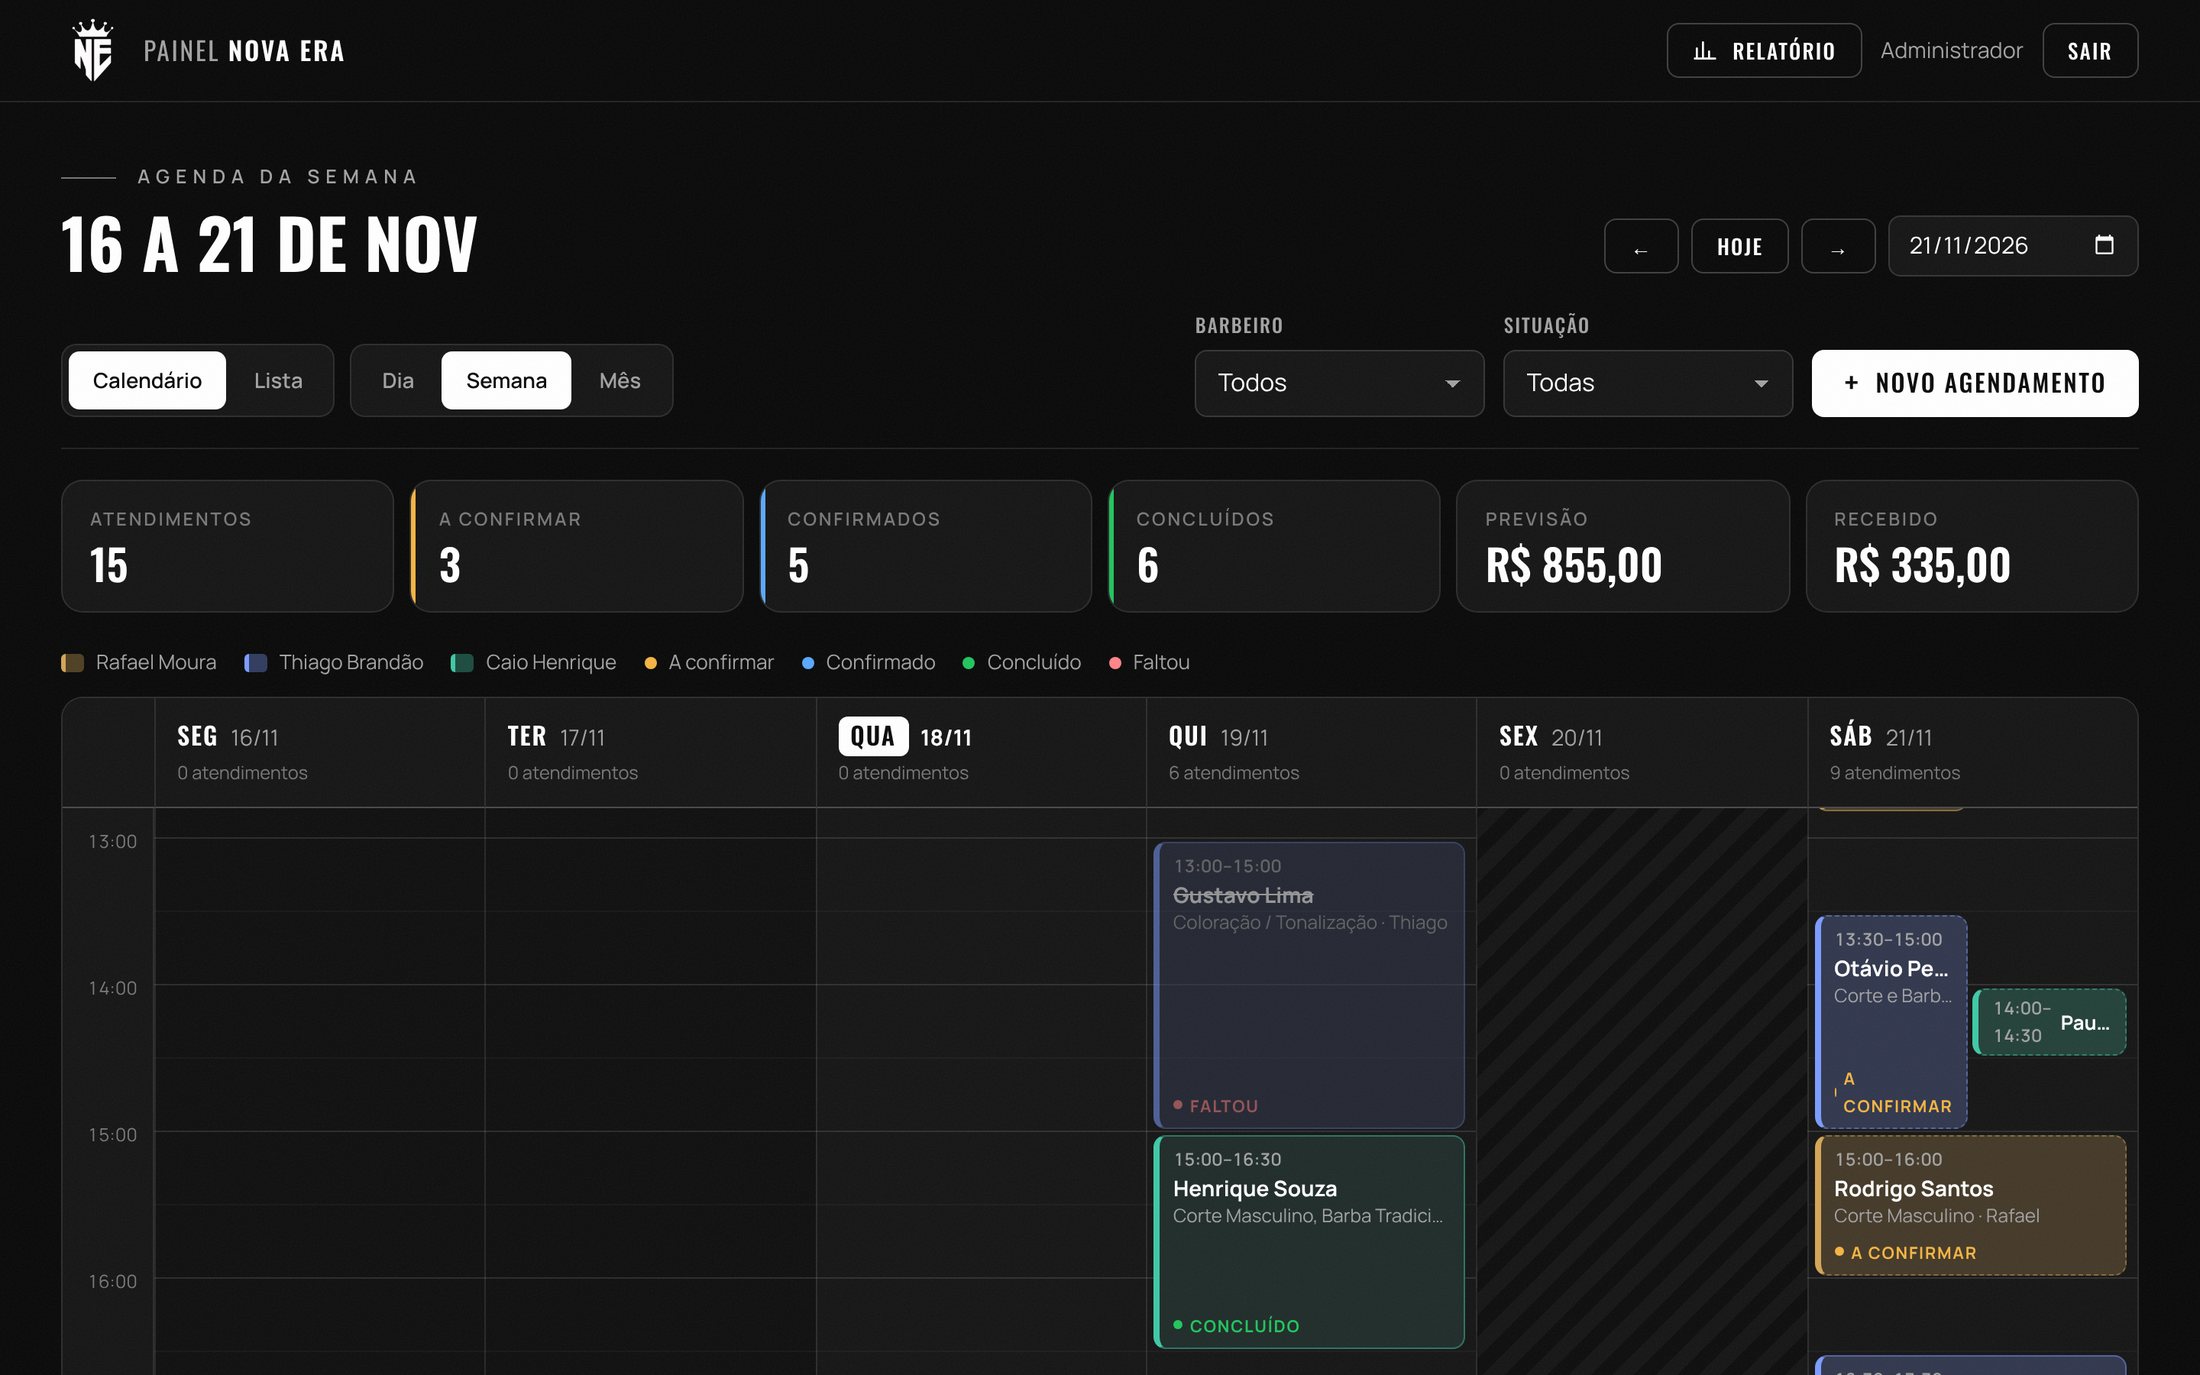 NE
PAINEL NOVA ERA
RELATÓRIO
Administrador
SAIR
AGENDA DA SEMANA
16 A 21 DE NOV
←
HOJE
→
21/11/2026
BARBEIRO
SITUAÇÃO
Calendário
Lista
Dia
Semana
Mês
Todos
Todas
+ NOVO AGENDAMENTO
ATENDIMENTOS
15
A CONFIRMAR
3
CONFIRMADOS
5
CONCLUÍDOS
6
PREVISÃO
R$ 855,00
RECEBIDO
R$ 335,00
Rafael Moura
Thiago Brandão
Caio Henrique
A confirmar
Confirmado
Concluído
Faltou
SEG 16/11
0 atendimentos
TER 17/11
0 atendimentos
QUA 18/11
0 atendimentos
QUI 19/11
6 atendimentos
SEX 20/11
0 atendimentos
SÁB 21/11
9 atendimentos
13:00
14:00
15:00
16:00
13:00–15:00
Gustavo Lima
Coloração / Tonalização · Thiago
FALTOU
15:00–16:30
Henrique Souza
Corte Masculino, Barba Tradici...
CONCLUÍDO
13:30–15:00
Otávio Pe...
Corte e Barb...
A
CONFIRMAR
14:00–
14:30
Pau...
15:00–16:00
Rodrigo Santos
Corte Masculino · Rafael
A CONFIRMAR